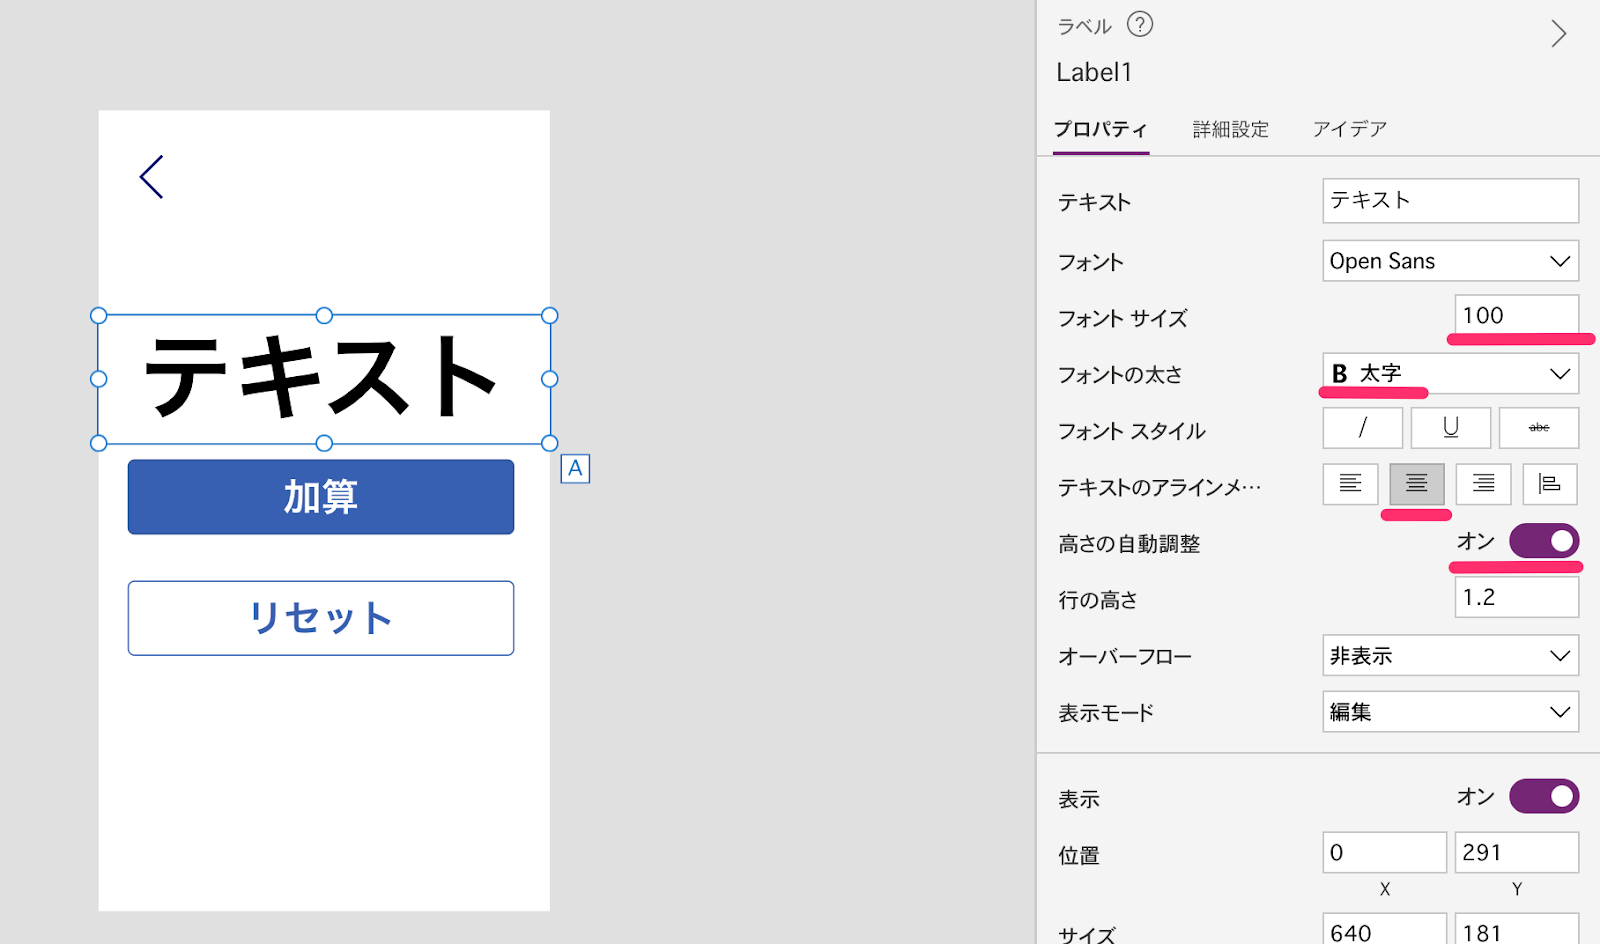 テキスト
A
加算
リセット
ラベル ?
Label1
プロパティ 詳細設定 アイデア
テキスト テキスト
フォント Open Sans
フォント サイズ 100
フォントの太さ B 太字
フォント スタイル / U abc
テキストのアラインメ…
高さの自動調整 オン
行の高さ 1.2
オーバーフロー 非表示
表示モード 編集
表示 オン
位置 0 291
X Y
サイズ 640 181